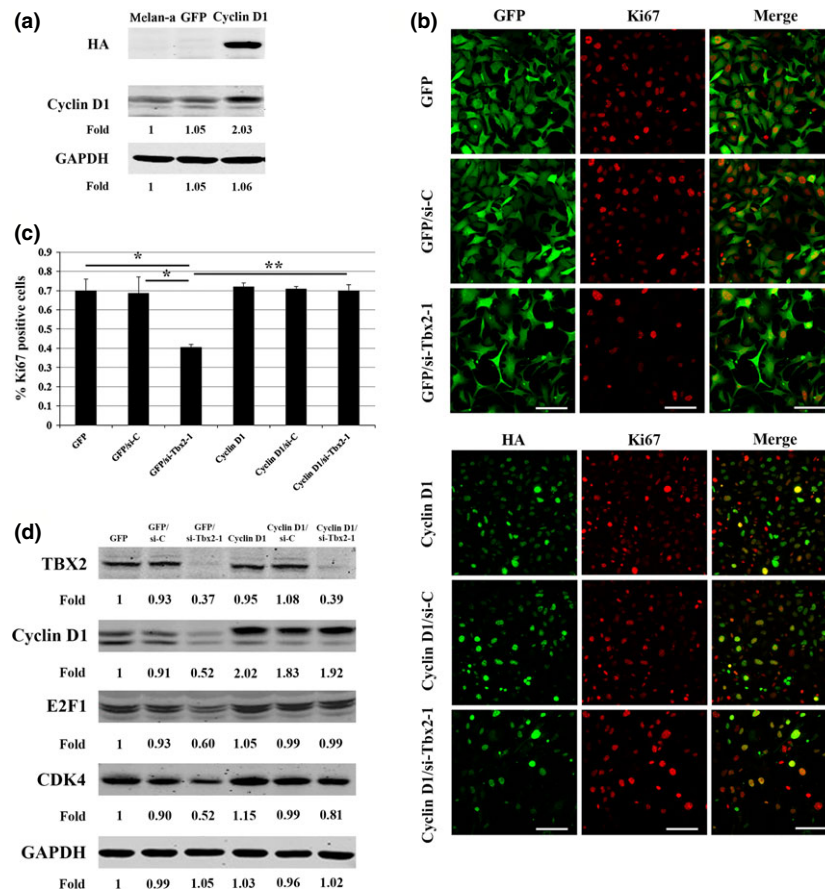 (a)
Melan-a GFP Cyclin D1
HA
Cyclin D1
Fold 1 1.05 2.03
GAPDH
Fold 1 1.05 1.06
(b)
GFP Ki67 Merge
GFP
GFP/si-C
GFP/si-Tbx2-1
HA Ki67 Merge
Cyclin D1
Cyclin D1/si-C
Cyclin D1/si-Tbx2-1
(c)
% Ki67 positive cells
0.9
0.8
0.7
0.6
0.5
0.4
0.3
0.2
0.1
0
* * **
GFP GFP/si-C GFP/si-Tbx2-1 Cyclin D1 Cyclin D1/si-C Cyclin D1/si-Tbx2-1
(d)
GFP GFP/si-C GFP/si-Tbx2-1 Cyclin D1 Cyclin D1/si-C Cyclin D1/si-Tbx2-1
TBX2
Fold 1 0.93 0.37 0.95 1.08 0.39
Cyclin D1
Fold 1 0.91 0.52 2.02 1.83 1.92
E2F1
Fold 1 0.93 0.60 1.05 0.99 0.99
CDK4
Fold 1 0.90 0.52 1.15 0.99 0.81
GAPDH
Fold 1 0.99 1.05 1.03 0.96 1.02